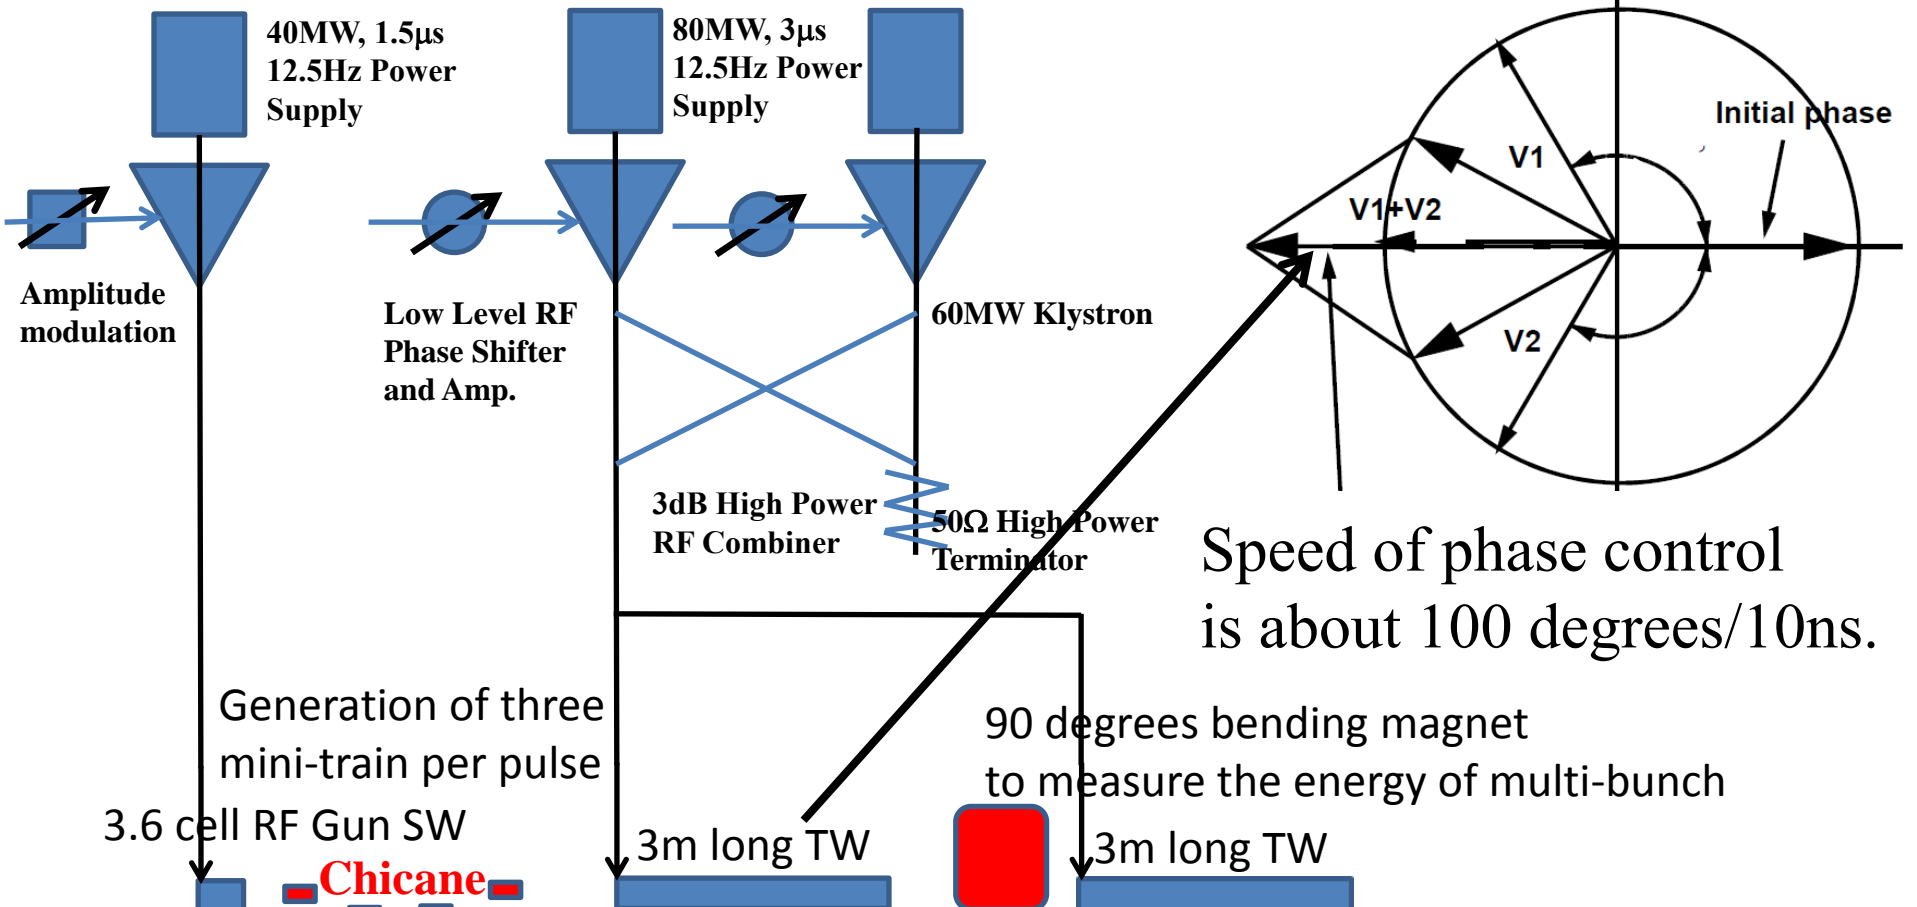 40MW, 1.5μs
12.5Hz Power
Supply
80MW, 3μs
12.5Hz Power
Supply
Initial phase
V1
V1+V2
V2
Amplitude
modulation
Low Level RF
Phase Shifter
and Amp.
60MW Klystron
3dB High Power
RF Combiner
50Ω High Power
Terminator
Speed of phase control
is about 100 degrees/10ns.
Generation of three
mini-train per pulse
90 degrees bending magnet
to measure the energy of multi-bunch
3.6 cell RF Gun SW
3m long TW
3m long TW
Chicane